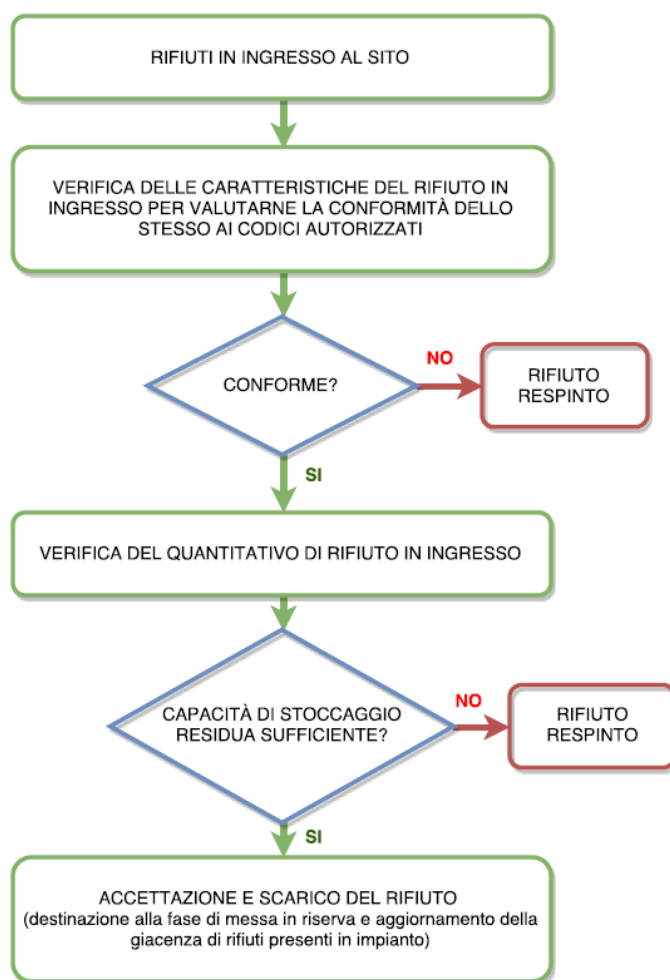 RIFIUTI IN INGRESSO AL SITO
VERIFICA DELLE CARATTERISTICHE DEL RIFIUTO IN
INGRESSO PER VALUTARNE LA CONFORMITÀ DELLO
STESSO AI CODICI AUTORIZZATI
CONFORME?
NO
RIFIUTO
RESPINTO
SI
VERIFICA DEL QUANTITATIVO DI RIFIUTO IN INGRESSO
CAPACITÀ DI STOCCAGGIO
RESIDUA SUFFICIENTE?
NO
RIFIUTO
RESPINTO
SI
ACCETTAZIONE E SCARICO DEL RIFIUTO
(destinazione alla fase di messa in riserva e aggiornamento della
giacenza di rifiuti presenti in impianto)